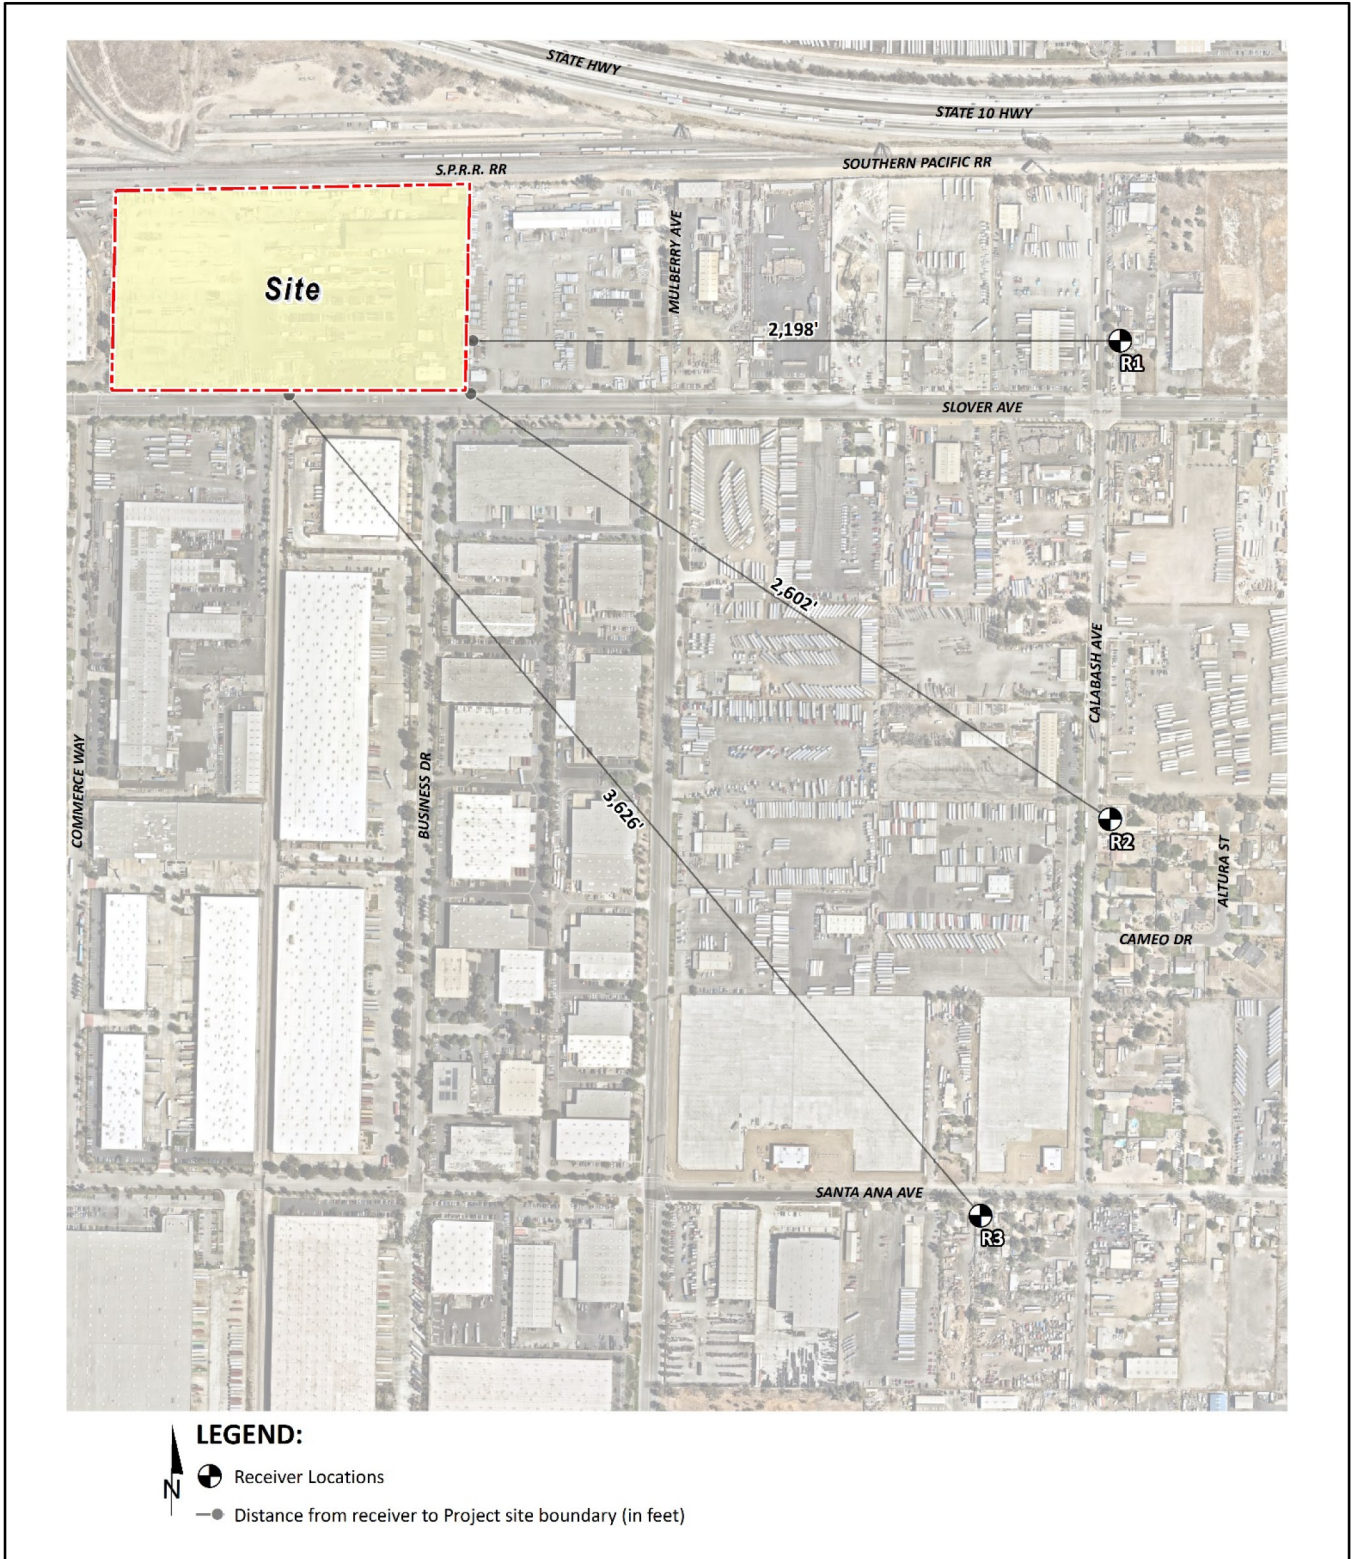 STATE HWY
STATE 10 HWY
S.P.R.R. RR
SOUTHERN PACIFIC RR
MULBERRY AVE
Site
2,198'
R1
SLOVER AVE
2,602'
CALABASH AVE
COMMERCE WAY
BUSINESS DR
3,626'
R2
ALTURA ST
CAMEO DR
SANTA ANA AVE
R3
LEGEND:
N
Receiver Locations
Distance from receiver to Project site boundary (in feet)